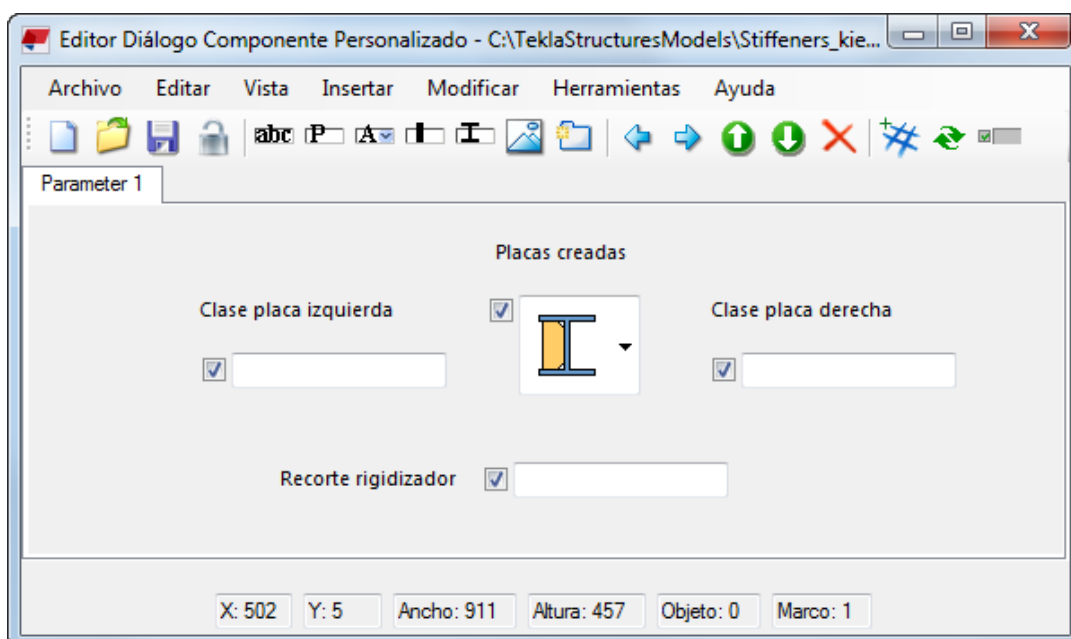 Editor Diálogo Componente Personalizado - C:\TeklaStructuresModels\Stiffeners_kie...
Archivo Editar Vista Insertar Modificar Herramientas Ayuda
abc P A
Parameter 1
Placas creadas
Clase placa izquierda Clase placa derecha
Recorte rigidizador
X: 502 Y: 5 Ancho: 911 Altura: 457 Objeto: 0 Marco: 1